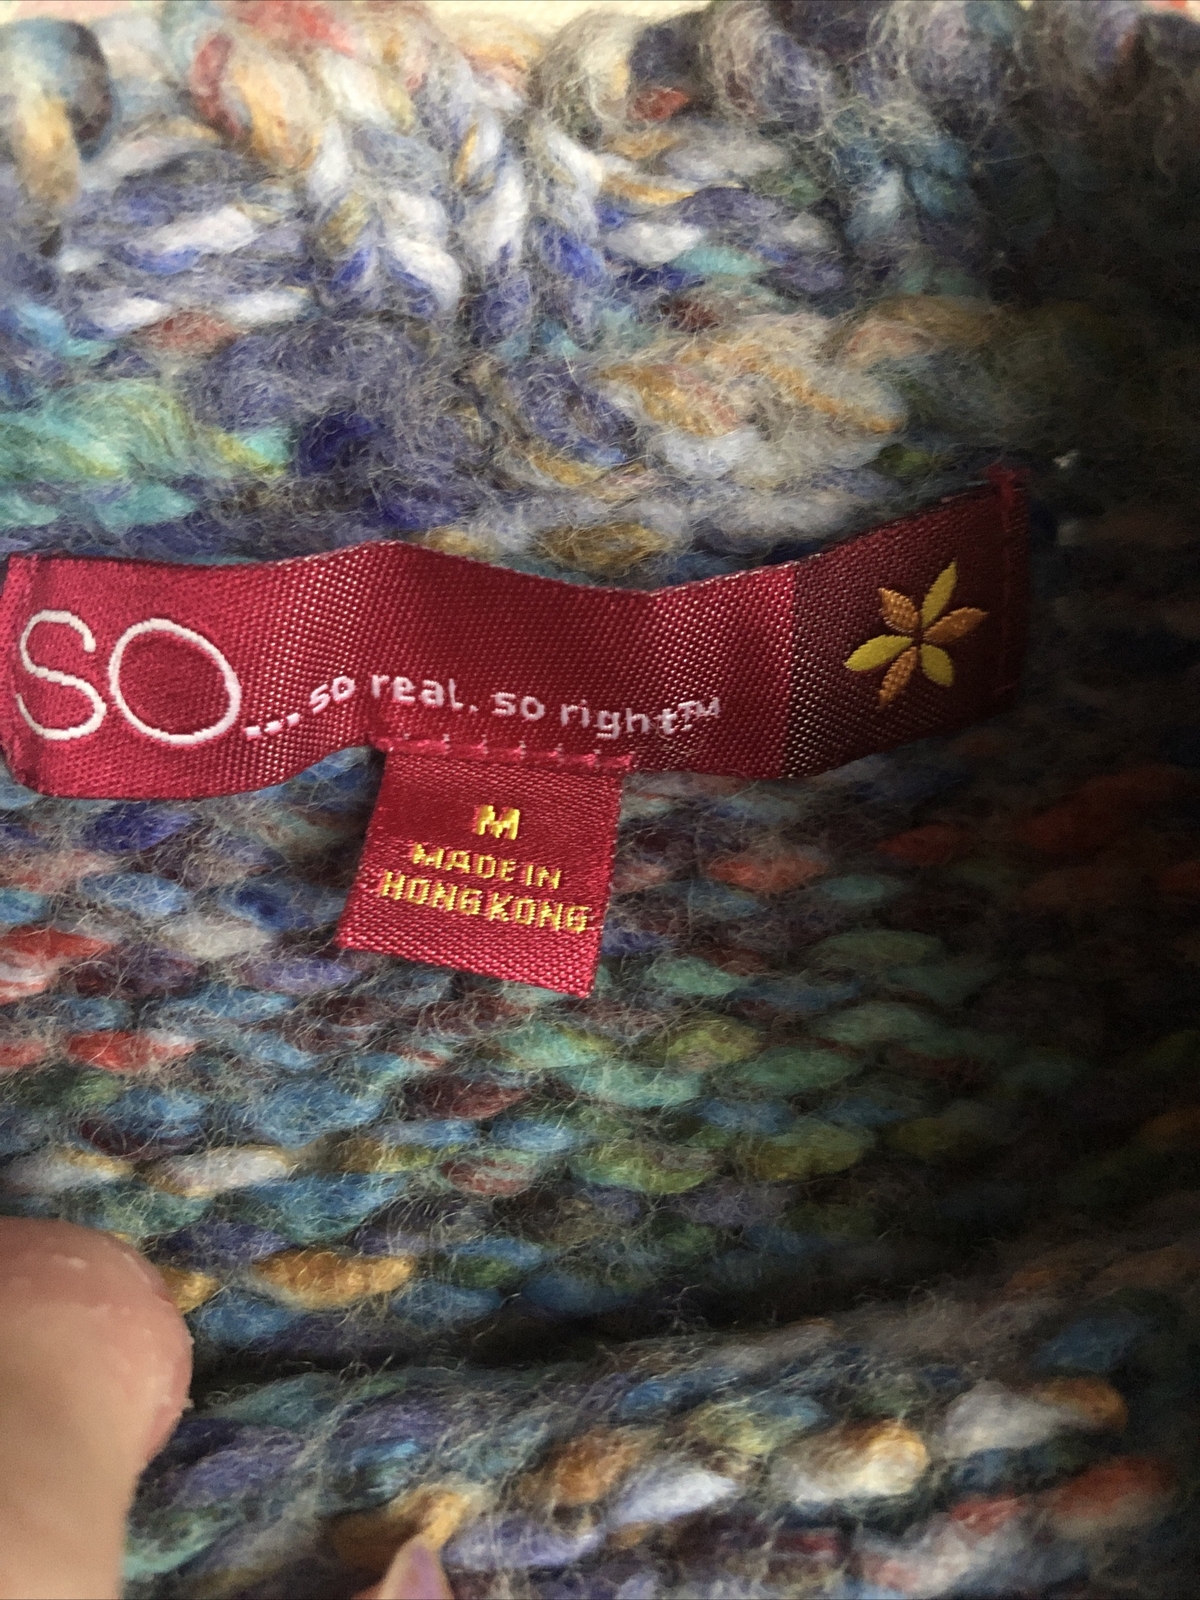 SO... so real. so right™
M
MADE IN
HONG KONG